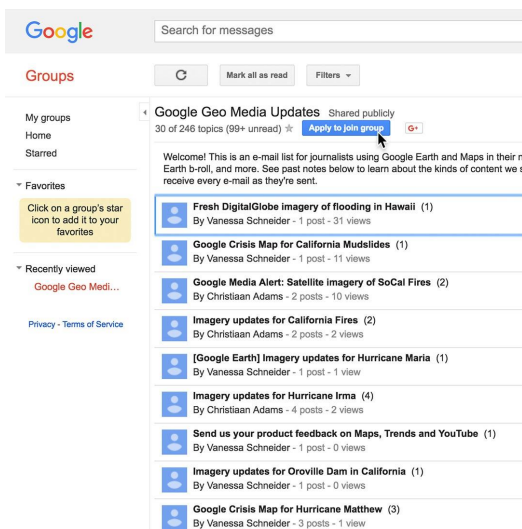 Google
Search for messages
Groups
Mark all as read
Filters
My groups
Home
Starred
Favorites
Click on a group's star
icon to add it to your
favorites
Recently viewed
Google Geo Medi...
Privacy - Terms of Service
Google Geo Media Updates Shared publicly
30 of 246 topics (99+ unread) Apply to join group G+
Welcome! This is an e-mail list for journalists using Google Earth and Maps in their
Earth b-roll, and more. See past notes below to learn about the kinds of content we
receive every e-mail as they're sent.
Fresh DigitalGlobe imagery of flooding in Hawaii (1)
By Vanessa Schneider - 1 post - 31 views
Google Crisis Map for California Mudslides (1)
By Vanessa Schneider - 1 post - 11 views
Google Media Alert: Satellite imagery of SoCal Fires (2)
By Christiaan Adams - 2 posts - 10 views
Imagery updates for California Fires (2)
By Christiaan Adams - 2 posts - 2 views
[Google Earth] Imagery updates for Hurricane Maria (1)
By Vanessa Schneider - 1 post - 1 view
Imagery updates for Hurricane Irma (4)
By Christiaan Adams - 4 posts - 2 views
Send us your product feedback on Maps, Trends and YouTube (1)
By Vanessa Schneider - 1 post - 0 views
Imagery updates for Oroville Dam in California (1)
By Vanessa Schneider - 1 post - 0 views
Google Crisis Map for Hurricane Matthew (3)
By Vanessa Schneider - 3 posts - 1 view